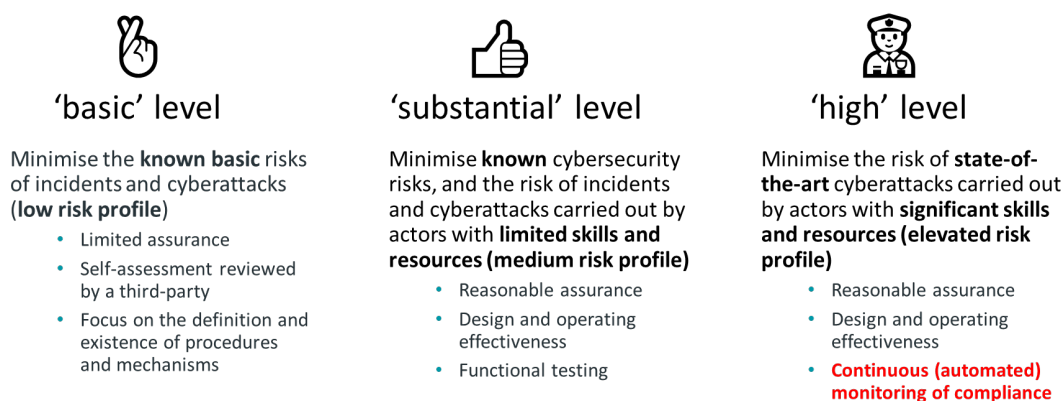 ‘basic’ level
Minimise the known basic risks
of incidents and cyberattacks
(low risk profile)
• Limited assurance
• Self-assessment reviewed
by a third-party
• Focus on the definition and
existence of procedures
and mechanisms
‘substantial’ level
Minimise known cybersecurity
risks, and the risk of incidents
and cyberattacks carried out by
actors with limited skills and
resources (medium risk profile)
• Reasonable assurance
• Design and operating
effectiveness
• Functional testing
‘high’ level
Minimise the risk of state-of-
the-art cyberattacks carried out
by actors with significant skills
and resources (elevated risk
profile)
• Reasonable assurance
• Design and operating
effectiveness
• Continuous (automated)
monitoring of compliance